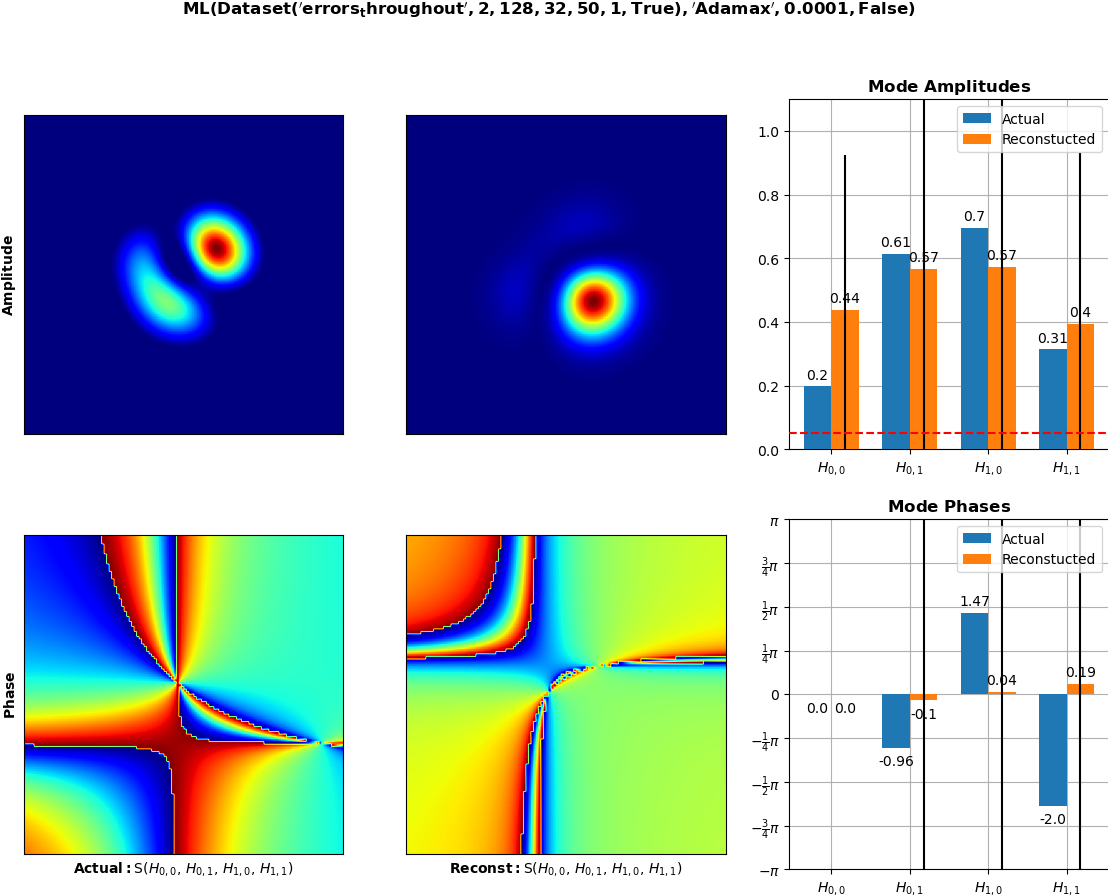 ML(Dataset('errors_throughout', 2, 128, 32, 50, 1, True), 'Adamax', 0.0001, False)
Amplitude
Mode Amplitudes
Actual
Reconstucted
1.0
0.8
0.6
0.4
0.2
0.0
0.2
0.44
0.61
0.57
0.7
0.57
0.31
0.4
H0,0
H0,1
H1,0
H1,1
Phase
Mode Phases
Actual
Reconstucted
π
3/4π
1/2π
1/4π
0
−1/4π
−1/2π
−3/4π
−π
0.0
0.0
-0.96
-0.1
1.47
0.04
-2.0
0.19
H0,0
H0,1
H1,0
H1,1
Actual: S(H0,0, H0,1, H1,0, H1,1)
Reconst: S(H0,0, H0,1, H1,0, H1,1)